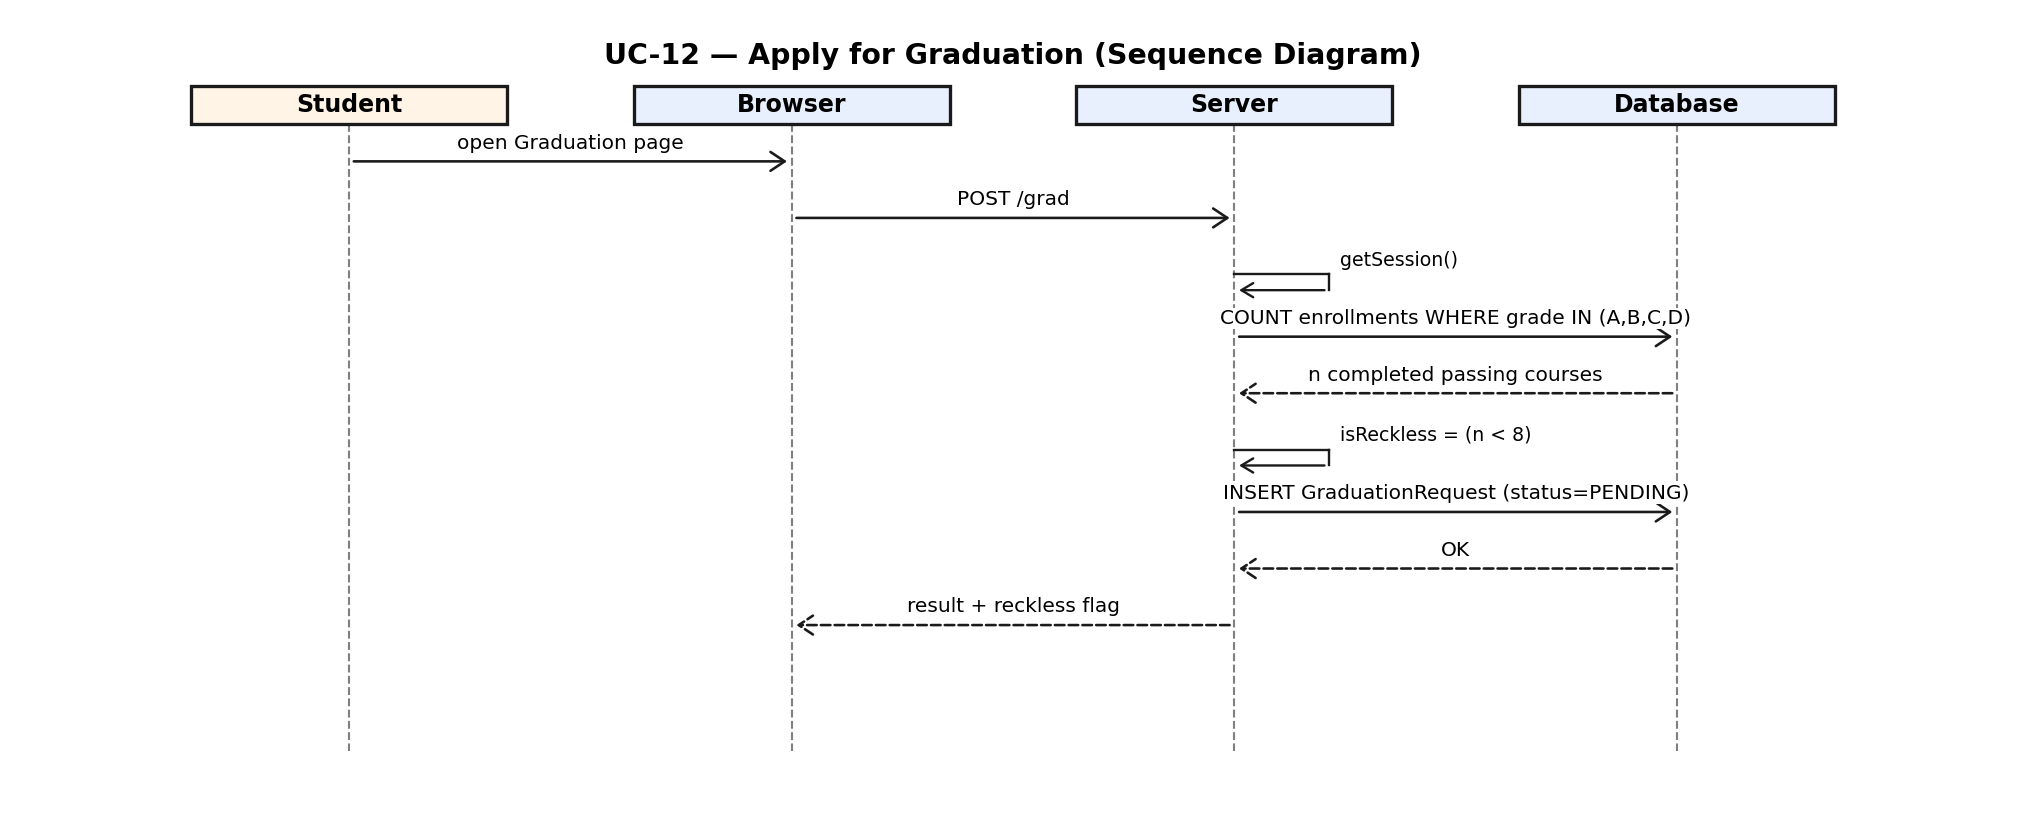 UC-12 — Apply for Graduation (Sequence Diagram)
Student Browser Server Database
open Graduation page
POST /grad
getSession()
COUNT enrollments WHERE grade IN (A,B,C,D)
n completed passing courses
isReckless = (n < 8)
INSERT GraduationRequest (status=PENDING)
OK
result + reckless flag